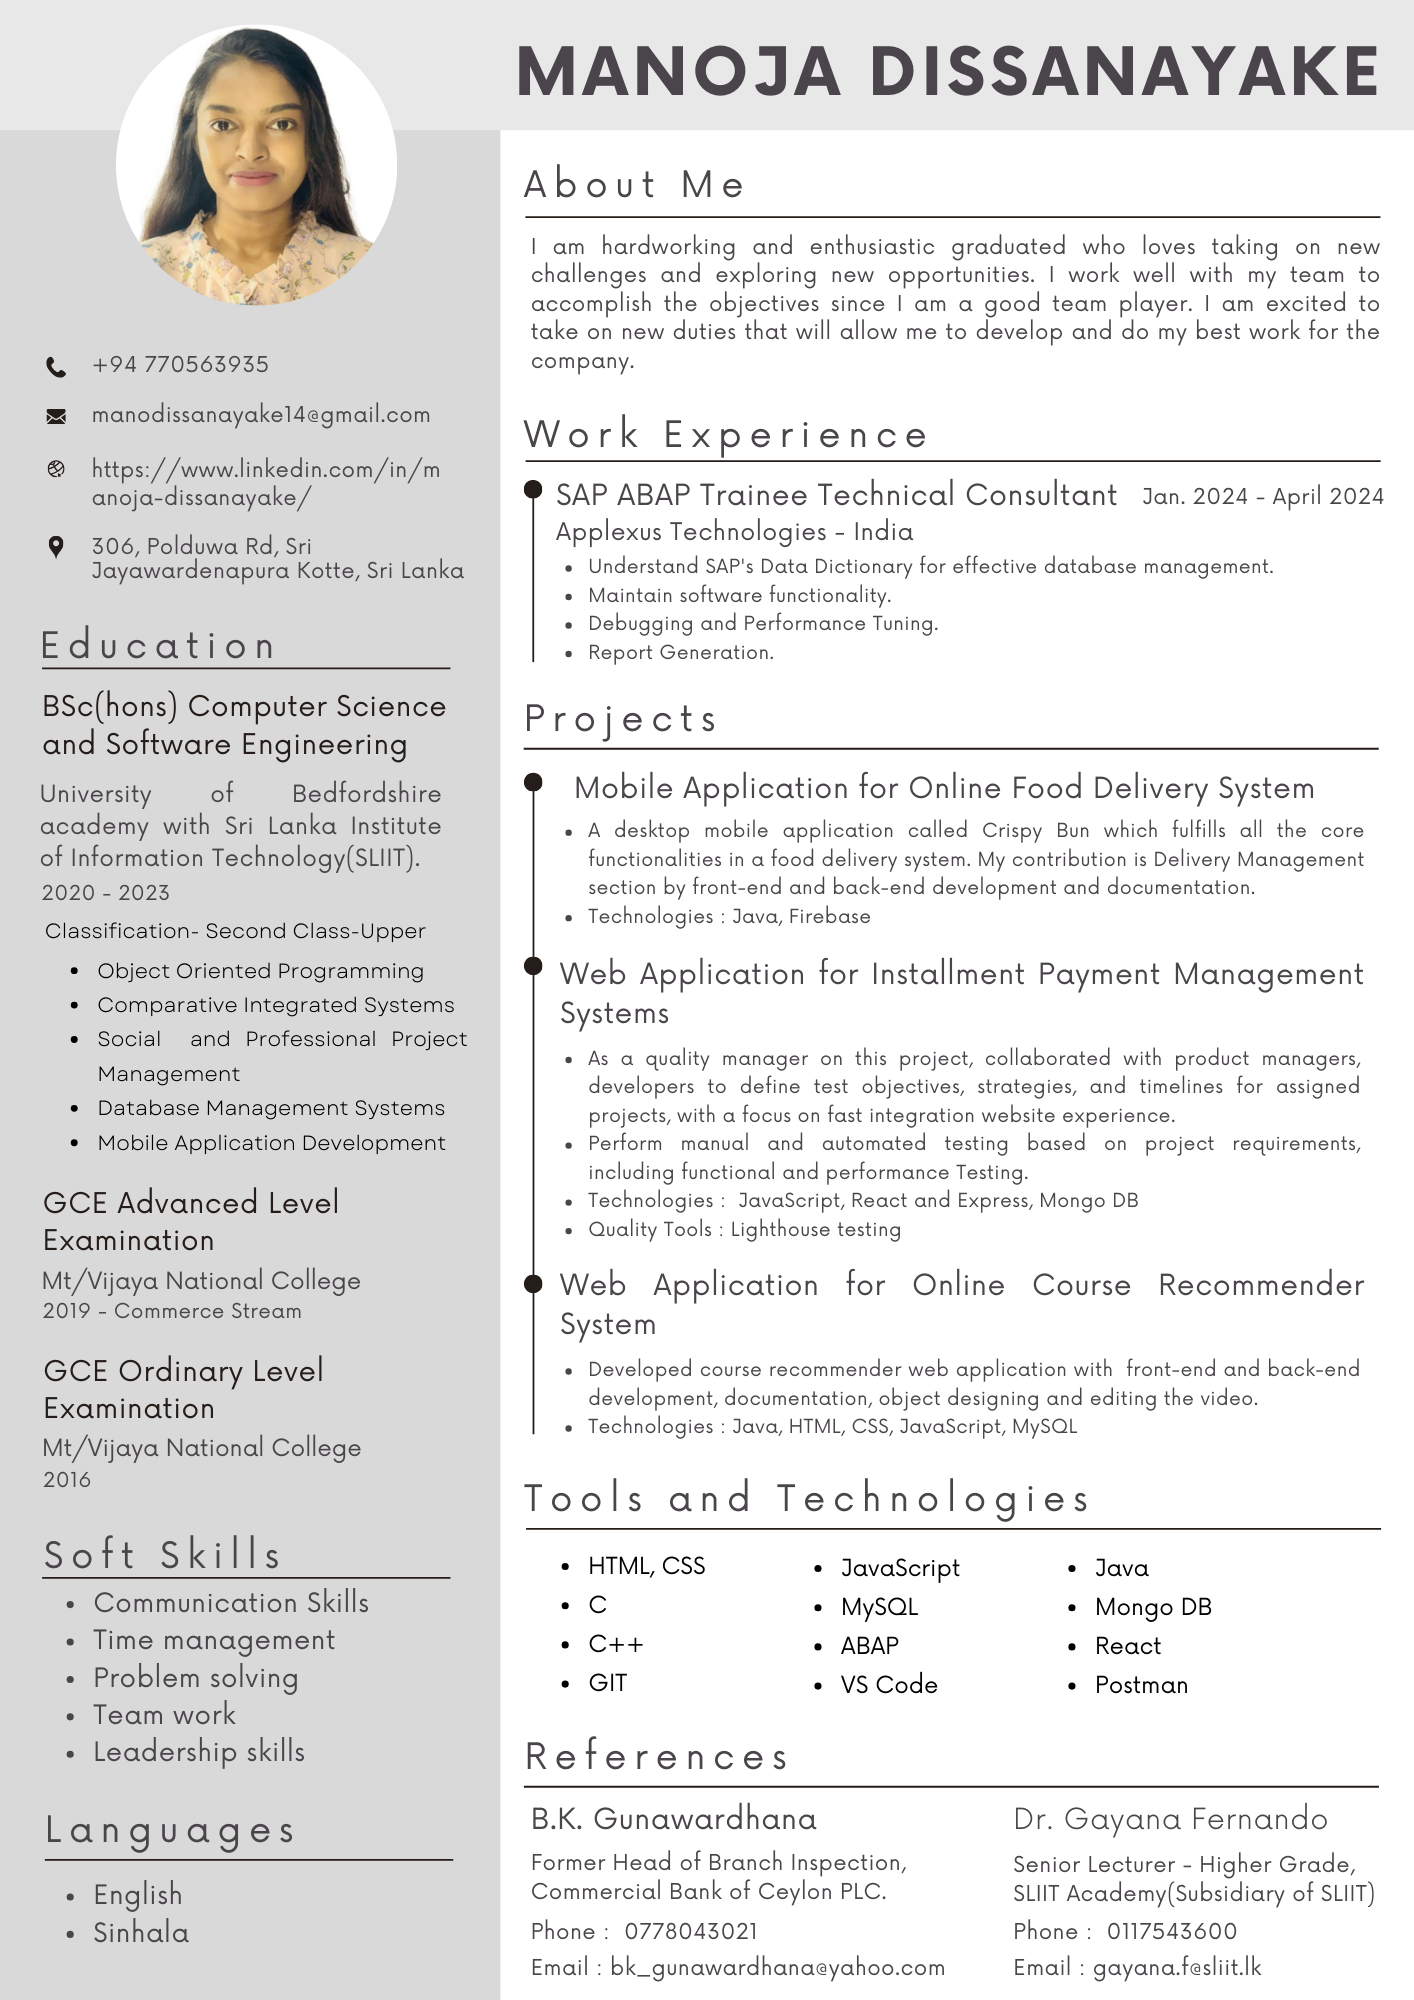 MANOJA DISSANAYAKE
+94 770563935
manodissanayake14@gmail.com
https://www.linkedin.com/in/m
anoja-dissanayake/
306, Polduwa Rd, Sri
Jayawardenapura Kotte, Sri Lanka
Education
BSc(hons) Computer Science
and Software Engineering
University of Bedfordshire
academy with Sri Lanka Institute
of Information Technology(SLIIT).
2020 - 2023
Classification- Second Class-Upper
• Object Oriented Programming
• Comparative Integrated Systems
• Social and Professional Project
Management
• Database Management Systems
• Mobile Application Development
GCE Advanced Level
Examination
Mt/Vijaya National College
2019 - Commerce Stream
GCE Ordinary Level
Examination
Mt/Vijaya National College
2016
Soft Skills
• Communication Skills
• Time management
• Problem solving
• Team work
• Leadership skills
Languages
• English
• Sinhala
About Me
I am hardworking and enthusiastic graduated who loves taking on new
challenges and exploring new opportunities. I work well with my team to
accomplish the objectives since I am a good team player. I am excited to
take on new duties that will allow me to develop and do my best work for the
company.
Work Experience
SAP ABAP Trainee Technical Consultant Jan. 2024 - April 2024
Applexus Technologies - India
• Understand SAP's Data Dictionary for effective database management.
• Maintain software functionality.
• Debugging and Performance Tuning.
• Report Generation.
Projects
Mobile Application for Online Food Delivery System
• A desktop mobile application called Crispy Bun which fulfills all the core
functionalities in a food delivery system. My contribution is Delivery Management
section by front-end and back-end development and documentation.
• Technologies : Java, Firebase
Web Application for Installment Payment Management
Systems
• As a quality manager on this project, collaborated with product managers,
developers to define test objectives, strategies, and timelines for assigned
projects, with a focus on fast integration website experience.
• Perform manual and automated testing based on project requirements,
including functional and performance Testing.
• Technologies : JavaScript, React and Express, Mongo DB
• Quality Tools : Lighthouse testing
Web Application for Online Course Recommender
System
• Developed course recommender web application with front-end and back-end
development, documentation, object designing and editing the video.
• Technologies : Java, HTML, CSS, JavaScript, MySQL
Tools and Technologies
• HTML, CSS
• C
• C++
• GIT
• JavaScript
• MySQL
• ABAP
• VS Code
• Java
• Mongo DB
• React
• Postman
References
B.K. Gunawardhana
Former Head of Branch Inspection,
Commercial Bank of Ceylon PLC.
Phone : 0778043021
Email : bk_gunawardhana@yahoo.com
Dr. Gayana Fernando
Senior Lecturer - Higher Grade,
SLIIT Academy(Subsidiary of SLIIT)
Phone : 0117543600
Email : gayana.f@sliit.lk